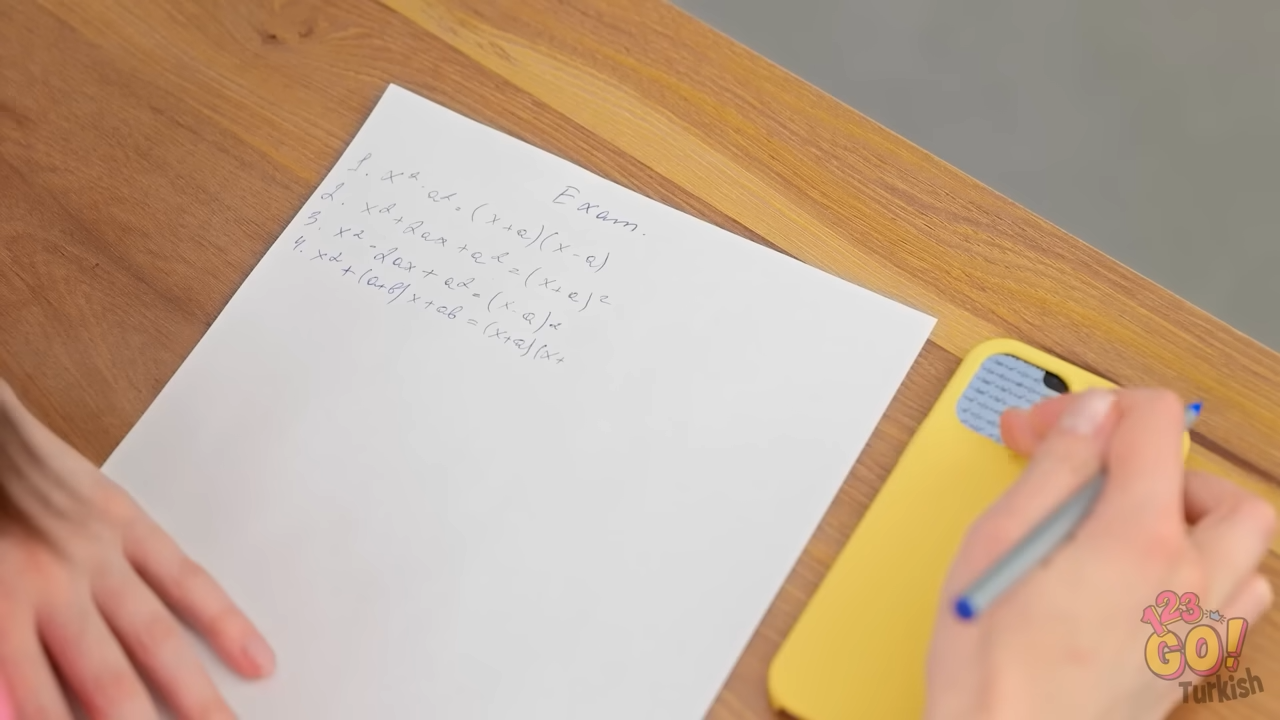 Exam.
1. x²-a²=(x+a)(x-a)
2. x²+2ax+a²=(x+a)²
3. x²-2ax+a²=(x-a)²
4. x²+(a+b)x+ab=(x+a)(x+
123
GO!
Turkish